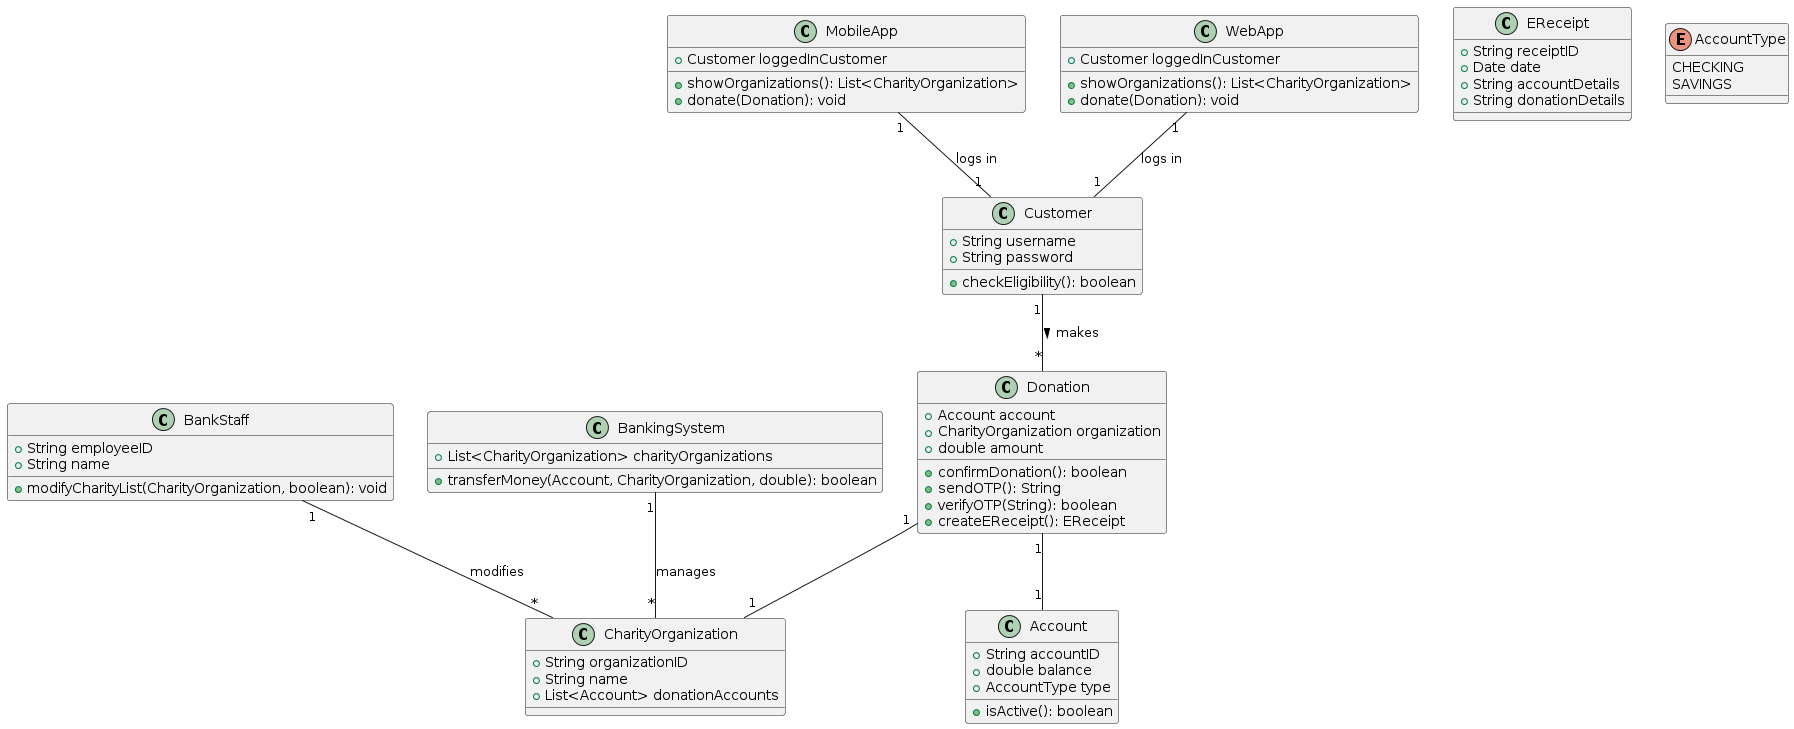 C MobileApp
Customer loggedInCustomer
showOrganizations(): List<CharityOrganization>
donate(Donation): void
C WebApp
Customer loggedInCustomer
showOrganizations(): List<CharityOrganization>
donate(Donation): void
C EReceipt
String receiptID
Date date
String accountDetails
String donationDetails
E AccountType
CHECKING
SAVINGS
1
logs in
1
1
logs in
1
C Customer
String username
String password
checkEligibility(): boolean
1
makes
*
C BankStaff
String employeeID
String name
modifyCharityList(CharityOrganization, boolean): void
C BankingSystem
List<CharityOrganization> charityOrganizations
transferMoney(Account, CharityOrganization, double): boolean
C Donation
Account account
CharityOrganization organization
double amount
confirmDonation(): boolean
sendOTP(): String
verifyOTP(String): boolean
createEReceipt(): EReceipt
1
modifies
*
1
manages
*
1
1
1
1
C CharityOrganization
String organizationID
String name
List<Account> donationAccounts
C Account
String accountID
double balance
AccountType type
isActive(): boolean